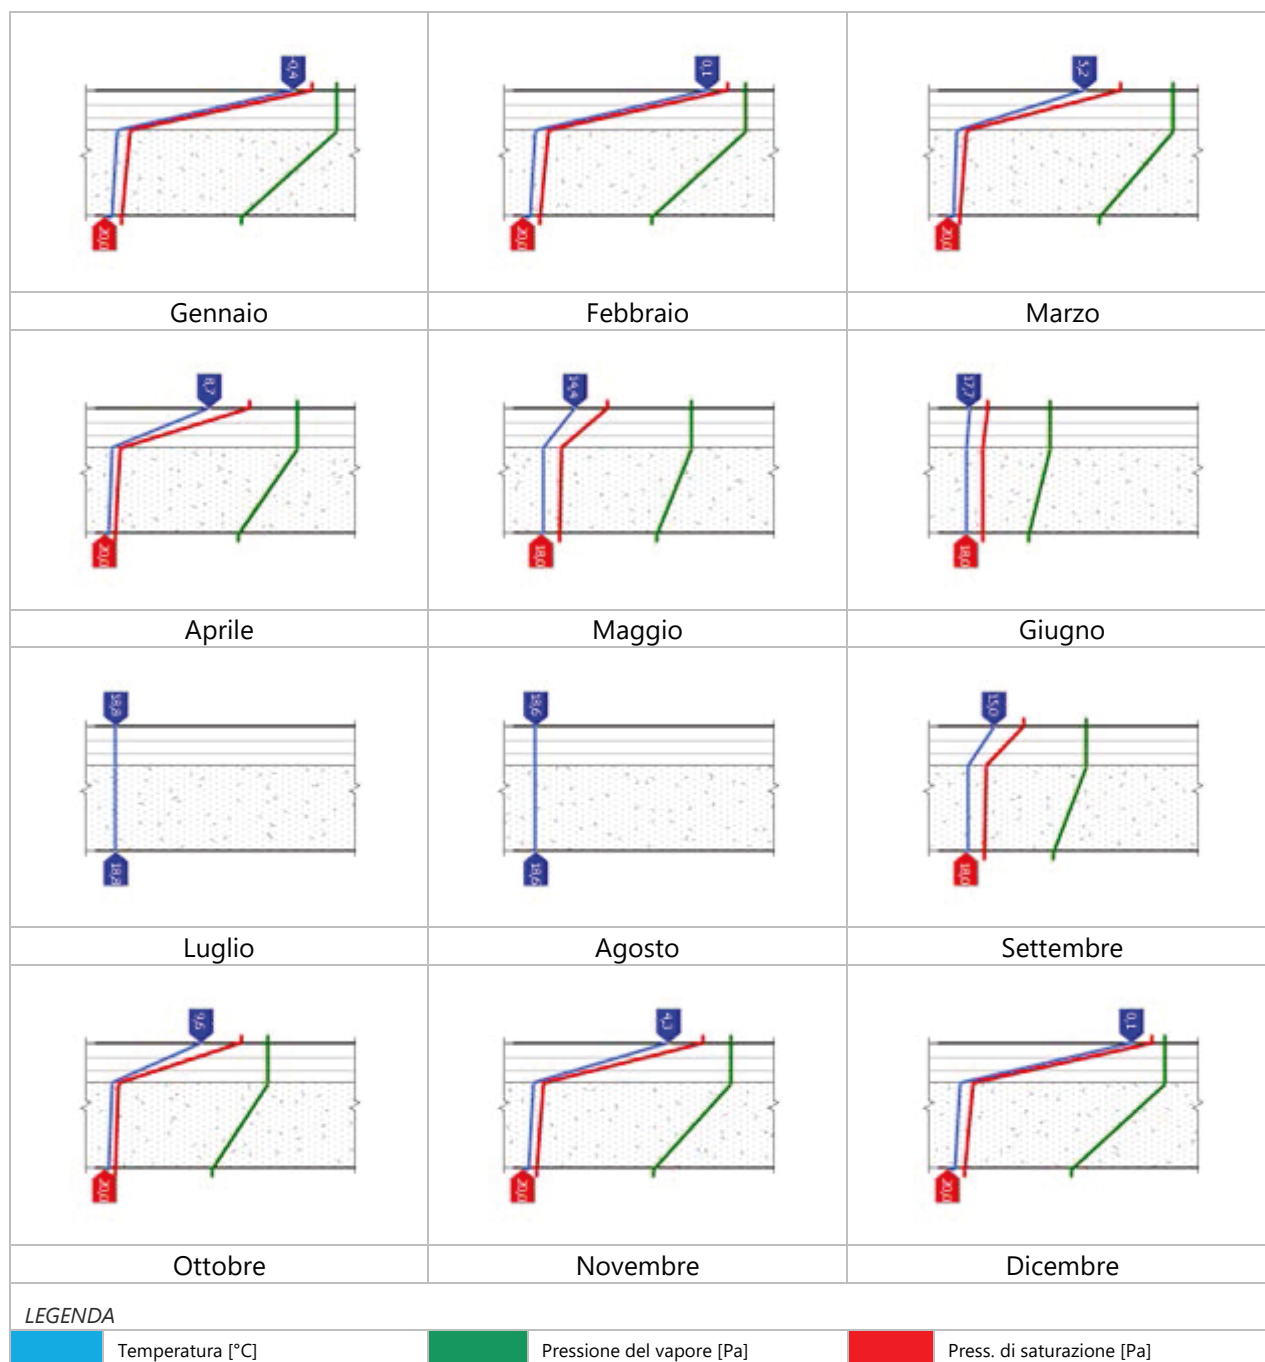 -0,4 0,1 5,2
20,0 20,0 20,0
Gennaio Febbraio Marzo
8,7 14,4 17,7
20,0 18,0 18,0
Aprile Maggio Giugno
18,8 18,6 15,0
18,8 18,6 18,0
Luglio Agosto Settembre
9,6 4,3 0,1
20,0 20,0 20,0
Ottobre Novembre Dicembre
LEGENDA
Temperatura [°C] Pressione del vapore [Pa] Press. di saturazione [Pa]